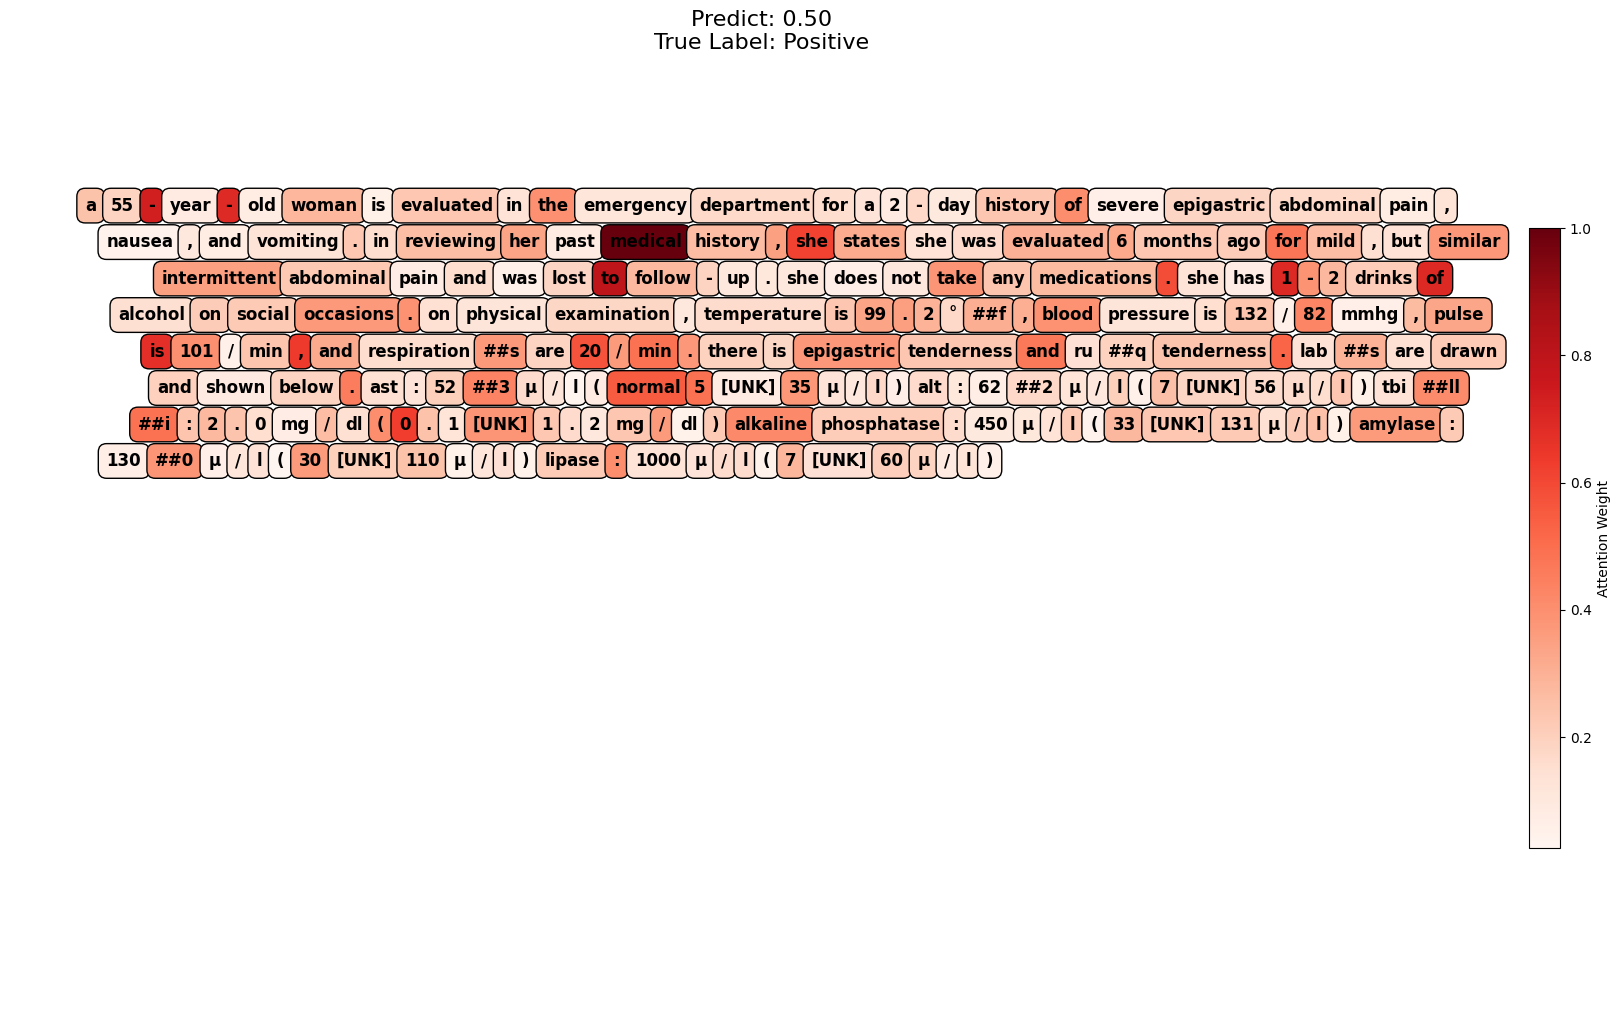 Predict: 0.50
True Label: Positive
a 55 - year - old woman is evaluated in the emergency department for a 2 - day history of severe epigastric abdominal pain ,
nausea , and vomiting . in reviewing her past medical history , she states she was evaluated 6 months ago for mild , but similar
intermittent abdominal pain and was lost to follow - up . she does not take any medications . she has 1 - 2 drinks of
alcohol on social occasions . on physical examination , temperature is 99 . 2 ° ##f , blood pressure is 132 / 82 mmhg , pulse
is 101 / min , and respiration ##s are 20 / min . there is epigastric tenderness and ru ##q tenderness . lab ##s are drawn
and shown below . ast : 52 ##3 μ / l ( normal 5 [UNK] 35 μ / l ) alt : 62 ##2 μ / l ( 7 [UNK] 56 μ / l ) tbi ##ll
##i : 2 . 0 mg / dl ( 0 . 1 [UNK] 1 . 2 mg / dl ) alkaline phosphatase : 450 μ / l ( 33 [UNK] 131 μ / l ) amylase :
130 ##0 μ / l ( 30 [UNK] 110 μ / l ) lipase : 1000 μ / l ( 7 [UNK] 60 μ / l )
1.0
0.8
0.6
0.4
0.2
Attention Weight